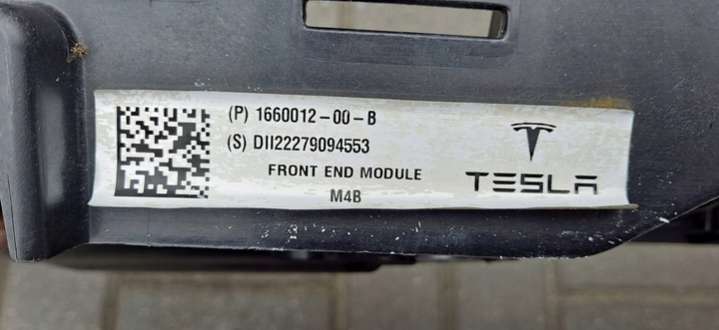 (P) 1660012-00-B
(S) DII22279094553
FRONT END MODULE
M4B
TESLA